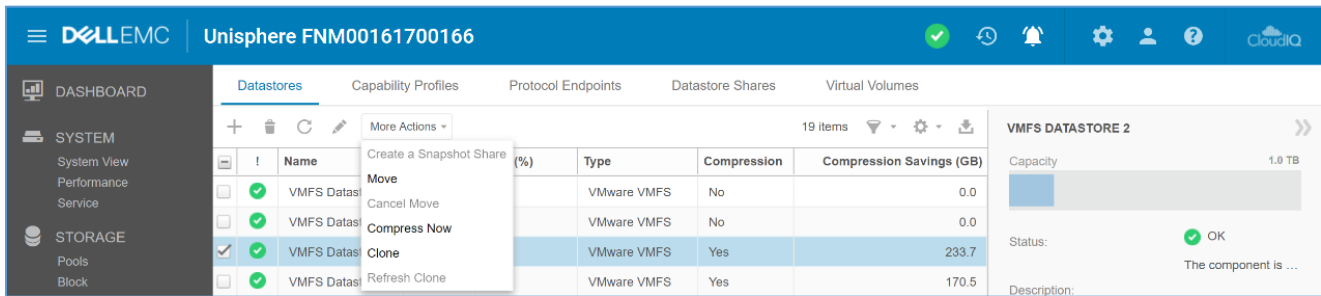 DELLEMC Unisphere FNM00161700166 CloudIQ
DASHBOARD
SYSTEM
System View
Performance
Service
STORAGE
Pools
Block
Datastores Capability Profiles Protocol Endpoints Datastore Shares Virtual Volumes
More Actions 19 items
Create a Snapshot Share
Move
Cancel Move
Compress Now
Clone
Refresh Clone
! Name (%) Type Compression Compression Savings (GB)
VMFS Datast VMware VMFS No 0.0
VMFS Datast VMware VMFS No 0.0
VMFS Datast VMware VMFS Yes 233.7
VMFS Datast VMware VMFS Yes 170.5
VMFS DATASTORE 2
Capacity 1.0 TB
Status: OK
The component is ...
Description: